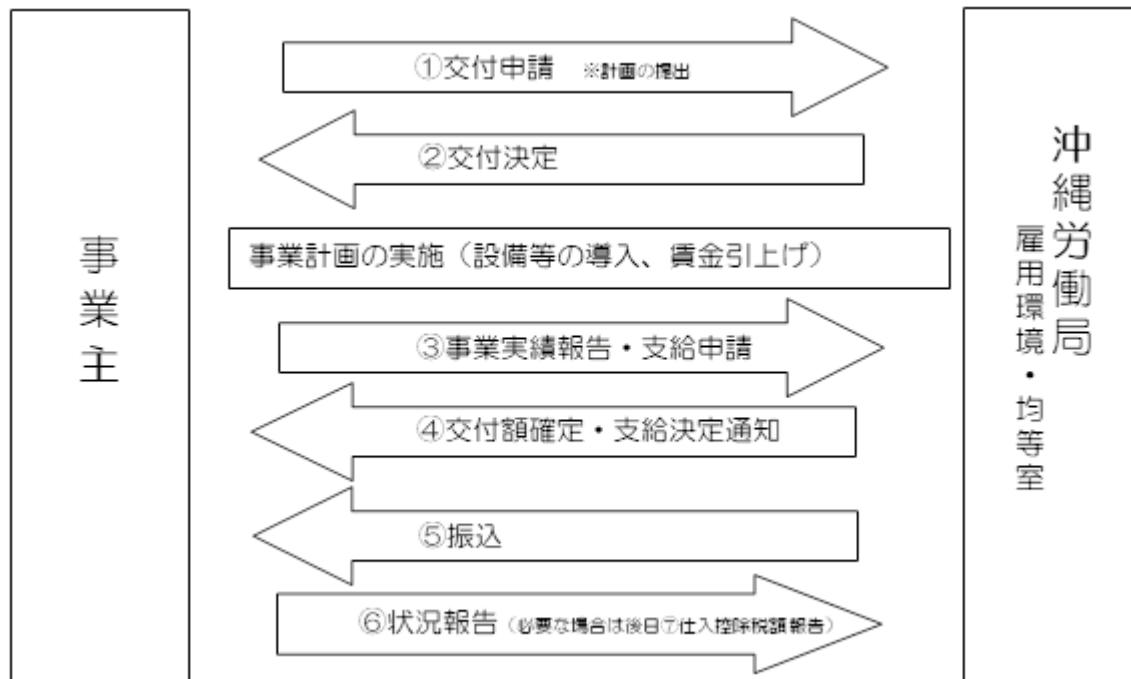 事業主
①交付申請 ※計画の提出
②交付決定
事業計画の実施（設備等の導入、賃金引上げ）
③事業実績報告・支給申請
④交付額確定・支給決定通知
⑤振込
⑥状況報告（必要な場合は後日⑦仕入控除税額報告）
沖縄労働局
雇用環境・均等室